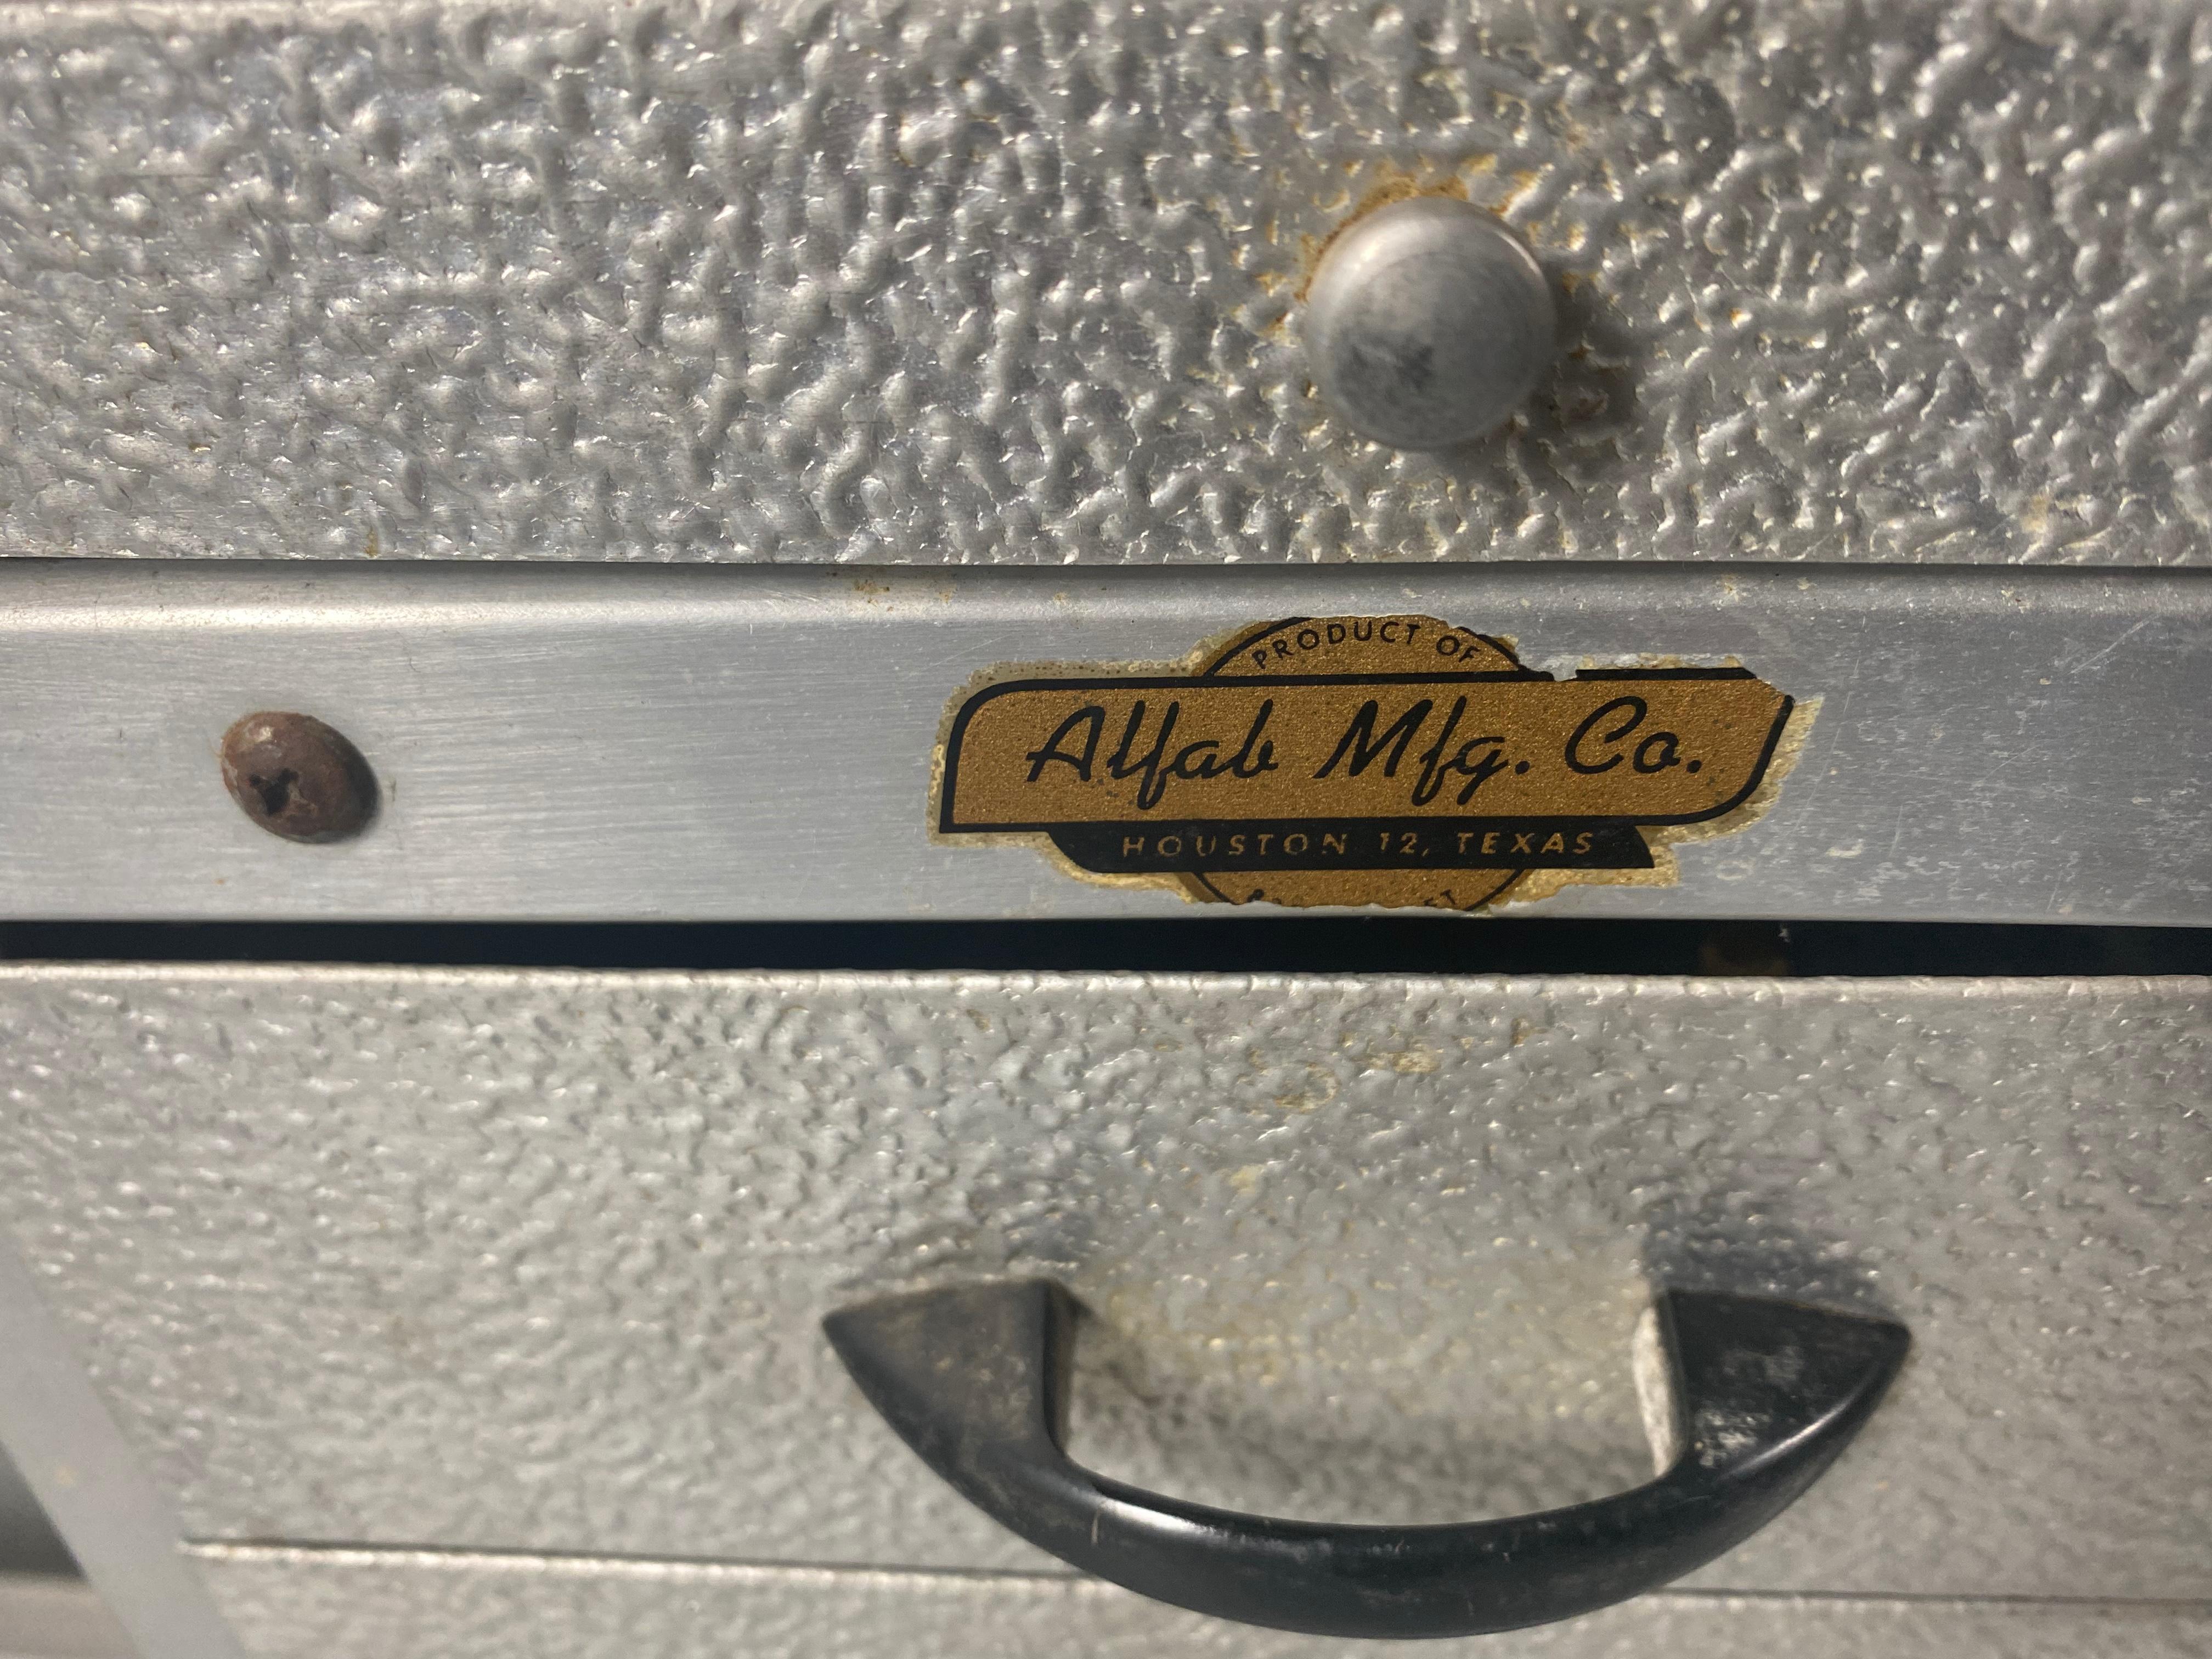 PRODUCT OF
Alfab Mfg. Co.
HOUSTON 12, TEXAS